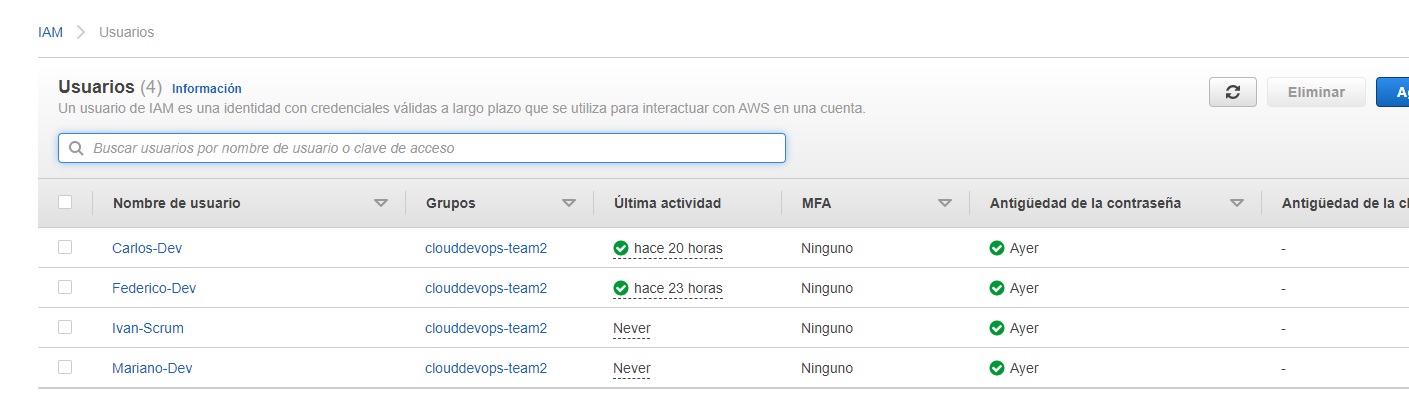 IAM > Usuarios
Usuarios (4) Información
Un usuario de IAM es una identidad con credenciales válidas a largo plazo que se utiliza para interactuar con AWS en una cuenta.
Eliminar
Buscar usuarios por nombre de usuario o clave de acceso
Nombre de usuario Grupos Última actividad MFA Antigüedad de la contraseña Antigüedad de la
Carlos-Dev clouddevops-team2 hace 20 horas Ninguno Ayer -
Federico-Dev clouddevops-team2 hace 23 horas Ninguno Ayer -
Ivan-Scrum clouddevops-team2 Never Ninguno Ayer -
Mariano-Dev clouddevops-team2 Never Ninguno Ayer -